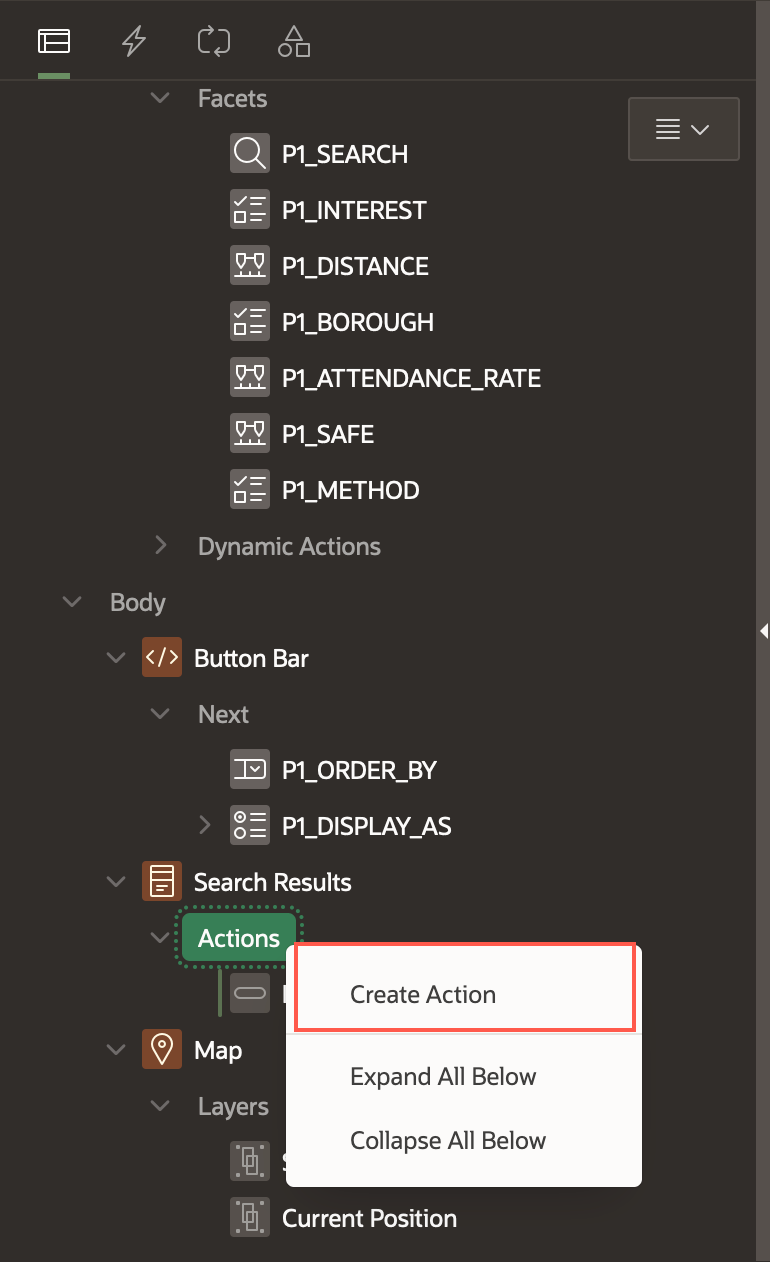 Facets
P1_SEARCH
P1_INTEREST
P1_DISTANCE
P1_BOROUGH
P1_ATTENDANCE_RATE
P1_SAFE
P1_METHOD
Dynamic Actions
Body
Button Bar
Next
P1_ORDER_BY
P1_DISPLAY_AS
Search Results
Actions
Create Action
Map
Expand All Below
Layers
Collapse All Below
Current Position